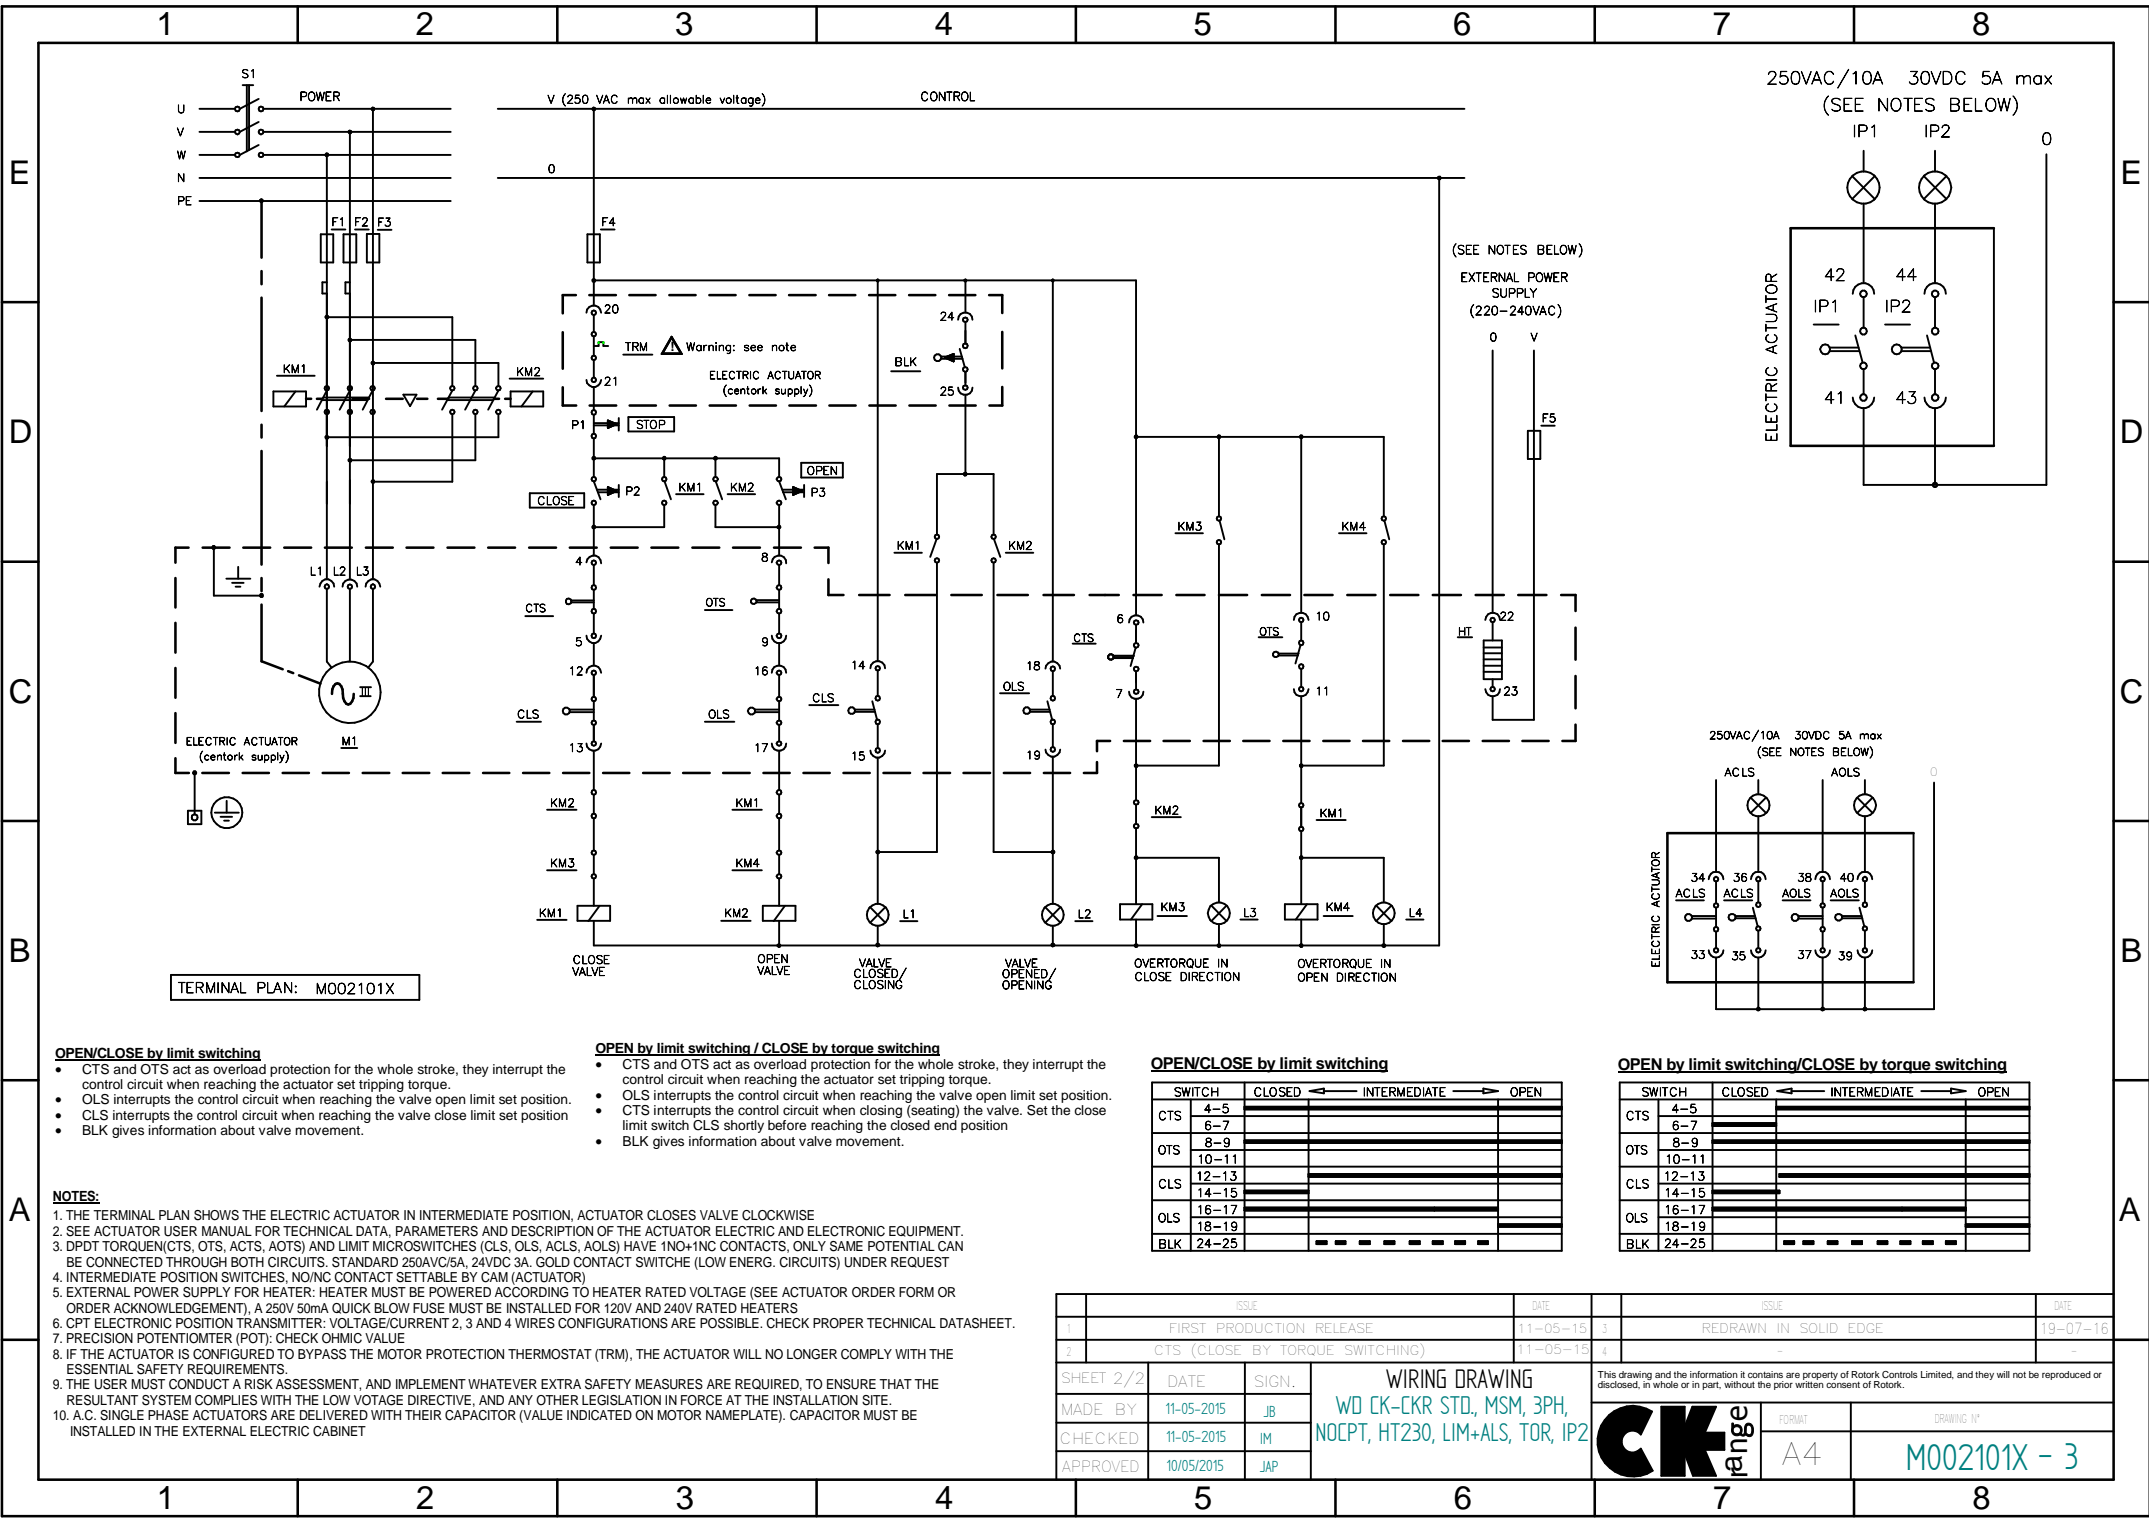 1 2 3 4 5 6 7 8
E
D
C
B
A
E
D
C
B
A
S1
POWER
U
V
W
N
PE
V (250 VAC max allowable voltage)
CONTROL
0
F1 F2 F3
F4
KM1
KM2
20
TRM
Warning: see note
21
ELECTRIC ACTUATOR
(centork supply)
24
BLK
25
P1
STOP
OPEN
CLOSE
P2
KM1
KM2
P3
L1 L2 L3
M1
ELECTRIC ACTUATOR
(centork supply)
4
CTS
5
12
CLS
13
8
OTS
9
16
OLS
17
KM1
KM2
14
CLS
15
18
OLS
19
KM3
KM4
6
CTS
7
10
OTS
11
(SEE NOTES BELOW)
EXTERNAL POWER
SUPPLY
(220-240VAC)
0 V
F5
22
HT
23
KM2
KM3
KM1
KM4
KM2
KM1
KM1
KM2
L1
L2
KM3
L3
KM4
L4
CLOSE
VALVE
OPEN
VALVE
VALVE
CLOSED/
CLOSING
VALVE
OPENED/
OPENING
OVERTORQUE IN
CLOSE DIRECTION
OVERTORQUE IN
OPEN DIRECTION
TERMINAL PLAN: M002101X
250VAC/10A 30VDC 5A max
(SEE NOTES BELOW)
IP1 IP2 0
42 44
IP1 IP2
41 43
ELECTRIC ACTUATOR
250VAC/10A 30VDC 5A max
(SEE NOTES BELOW)
ACLS AOLS 0
34 36 38 40
ACLS ACLS AOLS AOLS
33 35 37 39
ELECTRIC ACTUATOR
OPEN/CLOSE by limit switching
• CTS and OTS act as overload protection for the whole stroke, they interrupt the
control circuit when reaching the actuator set tripping torque.
• OLS interrupts the control circuit when reaching the valve open limit set position.
• CLS interrupts the control circuit when reaching the valve close limit set position
• BLK gives information about valve movement.
OPEN by limit switching / CLOSE by torque switching
• CTS and OTS act as overload protection for the whole stroke, they interrupt the
control circuit when reaching the actuator set tripping torque.
• OLS interrupts the control circuit when reaching the valve open limit set position.
• CTS interrupts the control circuit when closing (seating) the valve. Set the close
limit switch CLS shortly before reaching the closed end position
• BLK gives information about valve movement.
OPEN/CLOSE by limit switching
SWITCH CLOSED INTERMEDIATE OPEN
CTS 4-5
6-7
OTS 8-9
10-11
CLS 12-13
14-15
OLS 16-17
18-19
BLK 24-25
OPEN by limit switching/CLOSE by torque switching
SWITCH CLOSED INTERMEDIATE OPEN
CTS 4-5
6-7
OTS 8-9
10-11
CLS 12-13
14-15
OLS 16-17
18-19
BLK 24-25
NOTES:
1. THE TERMINAL PLAN SHOWS THE ELECTRIC ACTUATOR IN INTERMEDIATE POSITION, ACTUATOR CLOSES VALVE CLOCKWISE
2. SEE ACTUATOR USER MANUAL FOR TECHNICAL DATA, PARAMETERS AND DESCRIPTION OF THE ACTUATOR ELECTRIC AND ELECTRONIC EQUIPMENT.
3. DPDT TORQUEN(CTS, OTS, ACTS, AOTS) AND LIMIT MICROSWITCHES (CLS, OLS, ACLS, AOLS) HAVE 1NO+1NC CONTACTS, ONLY SAME POTENTIAL CAN
BE CONNECTED THROUGH BOTH CIRCUITS. STANDARD 250AVC/5A, 24VDC 3A. GOLD CONTACT SWITCHE (LOW ENERG. CIRCUITS) UNDER REQUEST
4. INTERMEDIATE POSITION SWITCHES, NO/NC CONTACT SETTABLE BY CAM (ACTUATOR)
5. EXTERNAL POWER SUPPLY FOR HEATER: HEATER MUST BE POWERED ACCORDING TO HEATER RATED VOLTAGE (SEE ACTUATOR ORDER FORM OR
ORDER ACKNOWLEDGEMENT), A 250V 50mA QUICK BLOW FUSE MUST BE INSTALLED FOR 120V AND 240V RATED HEATERS
6. CPT ELECTRONIC POSITION TRANSMITTER: VOLTAGE/CURRENT 2, 3 AND 4 WIRES CONFIGURATIONS ARE POSSIBLE. CHECK PROPER TECHNICAL DATASHEET.
7. PRECISION POTENTIOMTER (POT): CHECK OHMIC VALUE
8. IF THE ACTUATOR IS CONFIGURED TO BYPASS THE MOTOR PROTECTION THERMOSTAT (TRM), THE ACTUATOR WILL NO LONGER COMPLY WITH THE
ESSENTIAL SAFETY REQUIREMENTS.
9. THE USER MUST CONDUCT A RISK ASSESSMENT, AND IMPLEMENT WHATEVER EXTRA SAFETY MEASURES ARE REQUIRED, TO ENSURE THAT THE
RESULTANT SYSTEM COMPLIES WITH THE LOW VOTAGE DIRECTIVE, AND ANY OTHER LEGISLATION IN FORCE AT THE INSTALLATION SITE.
10. A.C. SINGLE PHASE ACTUATORS ARE DELIVERED WITH THEIR CAPACITOR (VALUE INDICATED ON MOTOR NAMEPLATE). CAPACITOR MUST BE
INSTALLED IN THE EXTERNAL ELECTRIC CABINET
ISSUE DATE ISSUE DATE
1 FIRST PRODUCTION RELEASE 11-05-15 3 REDRAWN IN SOLID EDGE 19-07-16
2 CTS (CLOSE BY TORQUE SWITCHING) 11-05-15 4 - -
SHEET 2/2 DATE SIGN.
MADE BY 11-05-2015 JB
CHECKED 11-05-2015 IM
APPROVED 10/05/2015 JAP
WIRING DRAWING
WD CK-CKR STD., MSM, 3PH,
NOCPT, HT230, LIM+ALS, TOR, IP2
This drawing and the information it contains are property of Rotork Controls Limited, and they will not be reproduced or
disclosed, in whole or in part, without the prior written consent of Rotork.
CK range
FORMAT
A4
DRAWING Nº
M002101X - 3
1 2 3 4 5 6 7 8